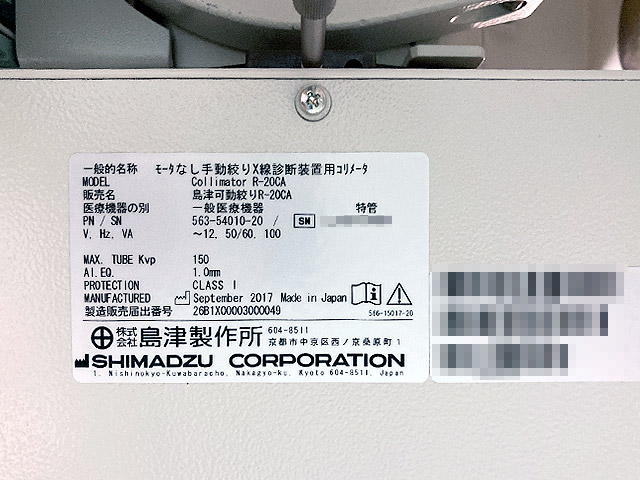 一般的名称 モータなし手動絞りX線診断装置用コリメータ
MODEL Collimator R-20CA
販売名 島津可動絞りR-20CA
医療機器の別 一般医療機器 特管
PN / SN 563-54010-20 / SN
V, Hz, VA ～12, 50/60, 100
MAX. TUBE Kvp 150
Al.EQ. 1.0mm
PROTECTION CLASS I
MANUFACTURED September 2017 Made in Japan
製造販売届出番号 26B1X00003000049
516-15017-20
株式会社 島津製作所 604-8511
京都市中京区西ノ京桑原町1
SHIMADZU CORPORATION
1, Nishinokyo-Kuwabaracho, Nakagyo-ku, Kyoto 604-8511, Japan